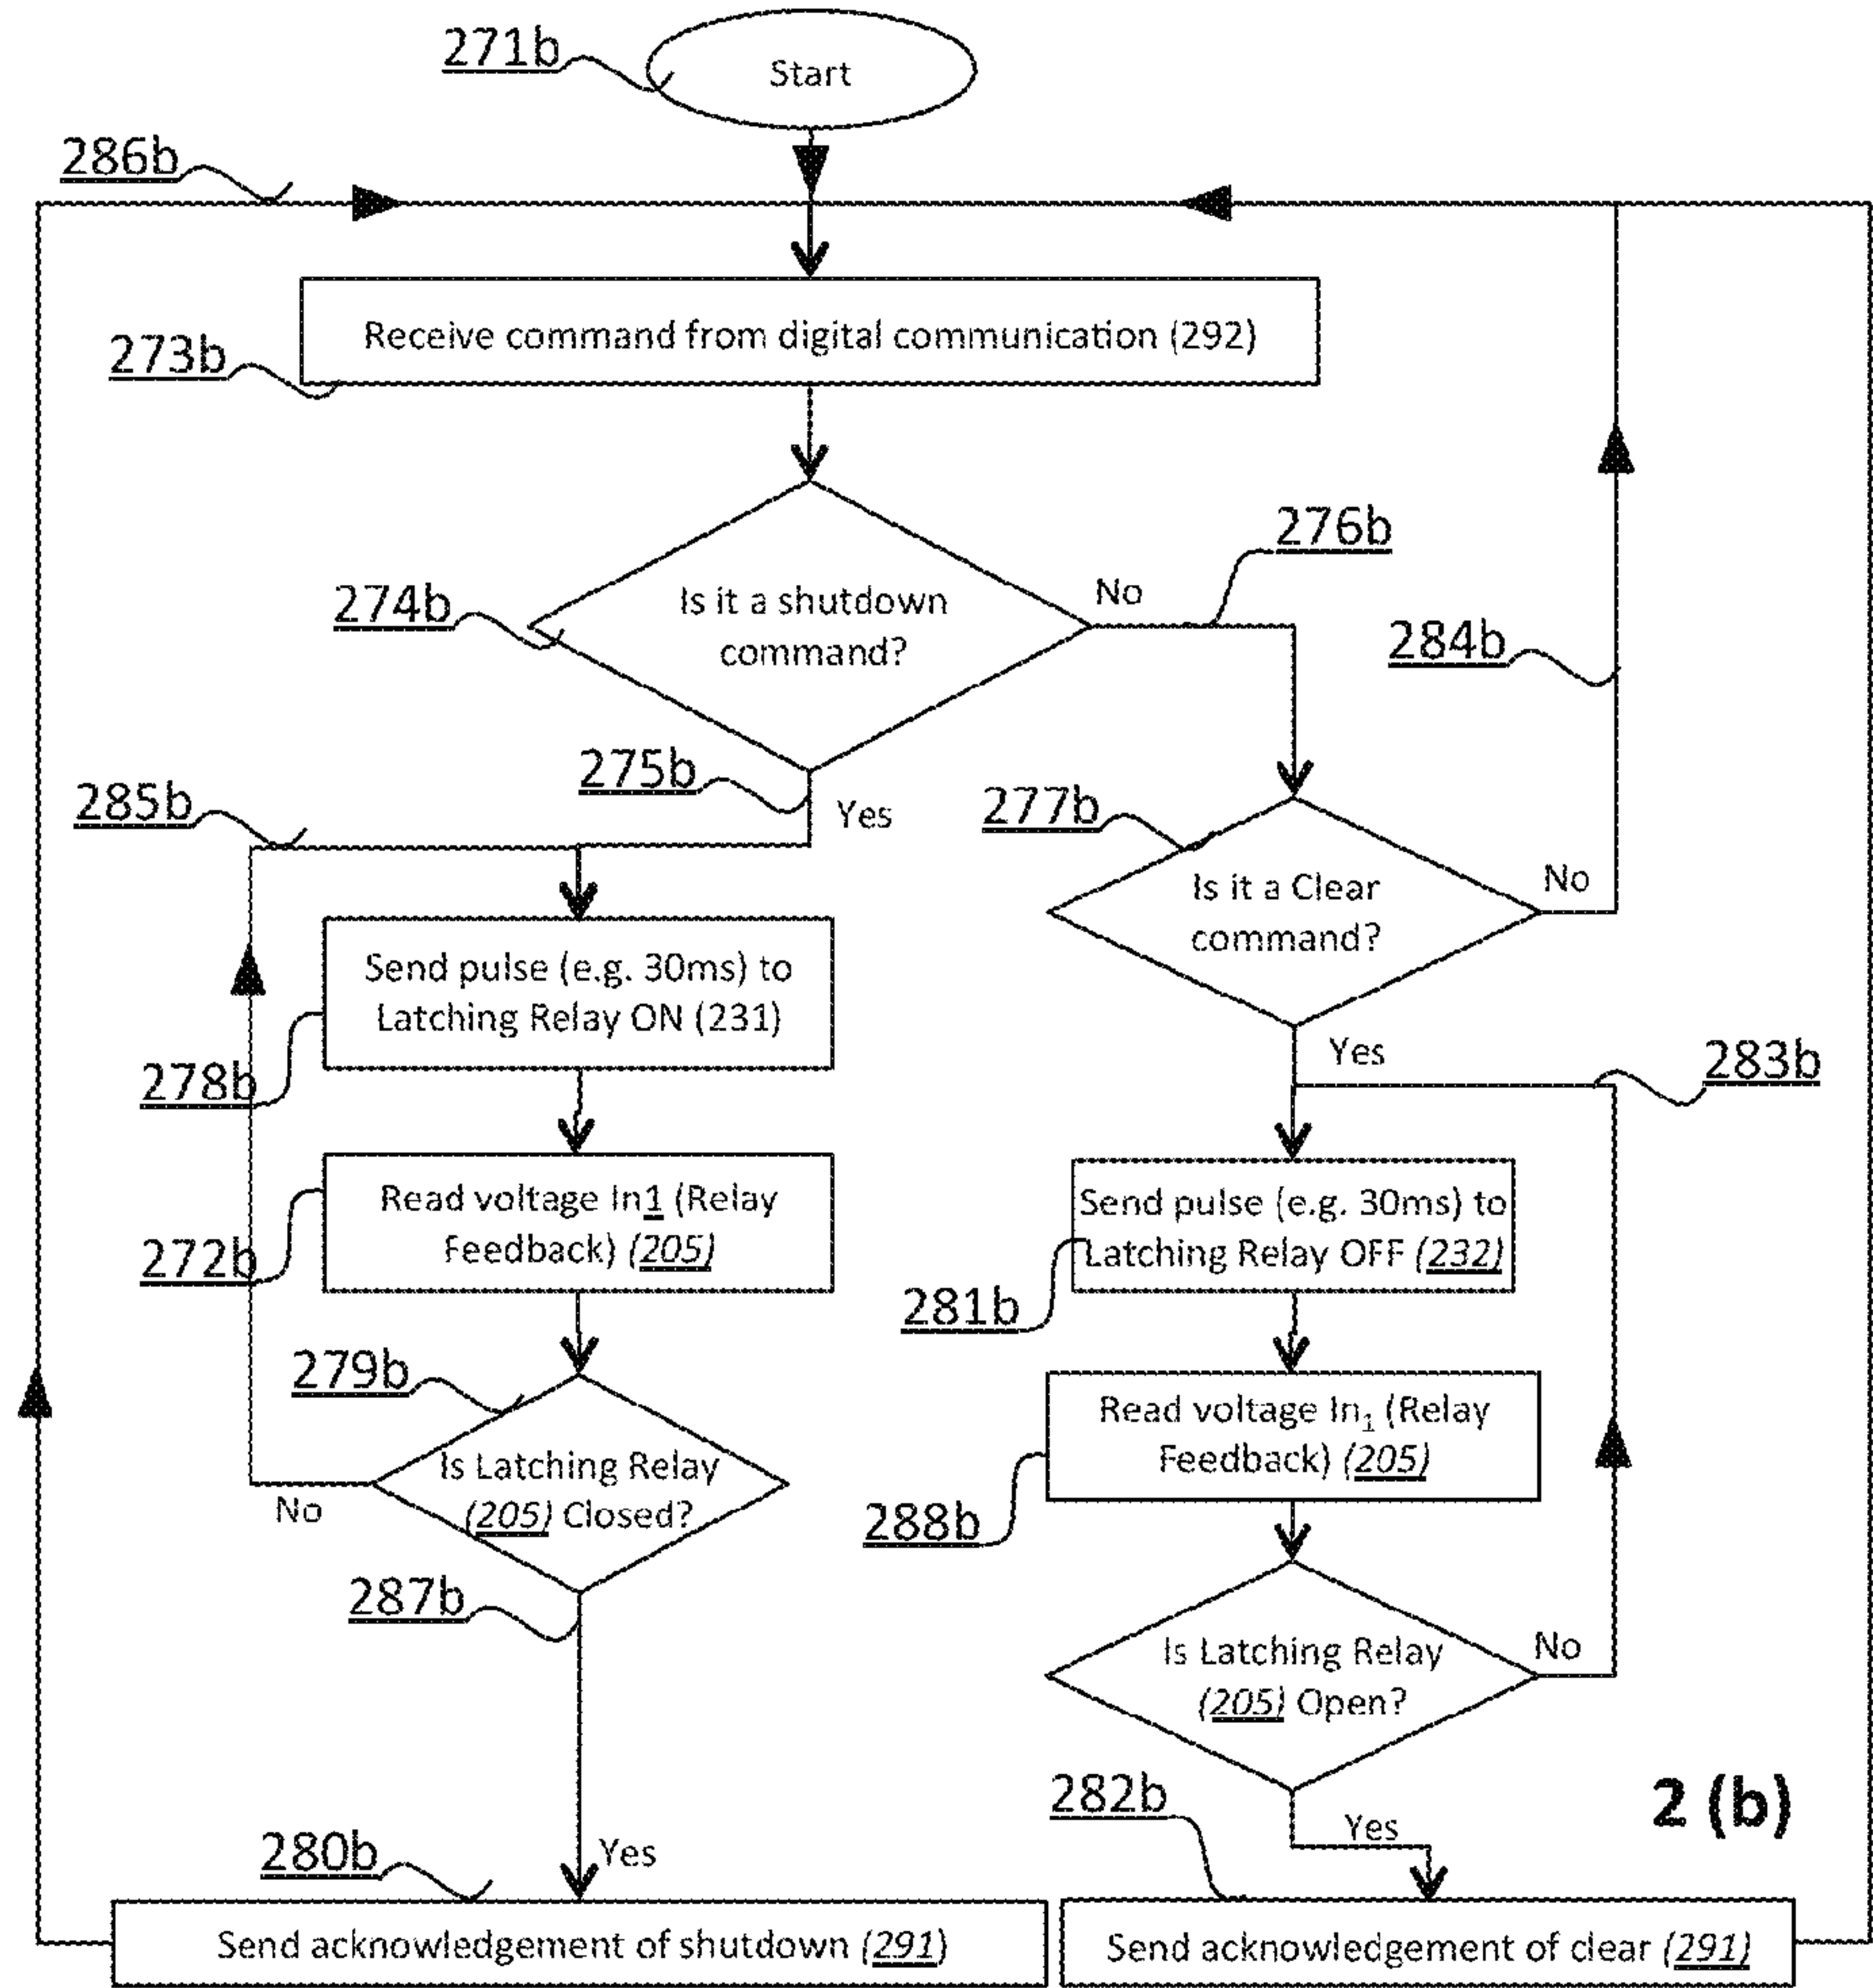 271b
Start
286b
Receive command from digital communication (292)
273b
276b
No
274b
Is it a shutdown
command?
284b
275b
Yes
285b
277b
Is it a Clear
command?
No
Send pulse (e.g. 30ms) to
Latching Relay ON (231)
278b
Yes
283b
Read voltage In1 (Relay
Feedback) (205)
272b
Send pulse (e.g. 30ms) to
Latching Relay OFF (232)
281b
279b
Is Latching Relay
(205) Closed?
No
Read voltage In1 (Relay
Feedback) (205)
288b
287b
Is Latching Relay
(205) Open?
No
282b
Yes
2 (b)
280b
Yes
Send acknowledgement of shutdown (291)
Send acknowledgement of clear (291)